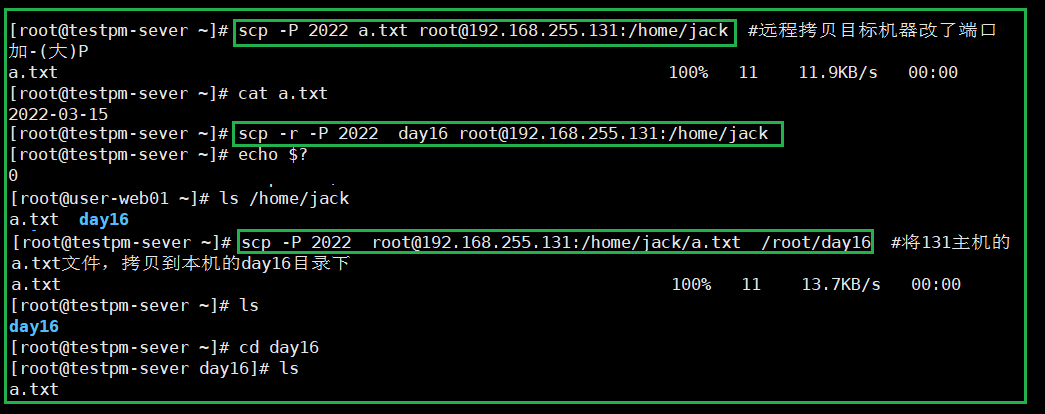 [root@testpm-sever ~]# scp -P 2022 a.txt root@192.168.255.131:/home/jack #远程拷贝目标机器改了端口
加-(大)P
a.txt 100% 11 11.9KB/s 00:00
[root@testpm-sever ~]# cat a.txt
2022-03-15
[root@testpm-sever ~]# scp -r -P 2022 day16 root@192.168.255.131:/home/jack
[root@testpm-sever ~]# echo $?
0
[root@user-web01 ~]# ls /home/jack
a.txt day16
[root@testpm-sever ~]# scp -P 2022 root@192.168.255.131:/home/jack/a.txt /root/day16 #将131主机的
a.txt文件，拷贝到本机的day16目录下
a.txt 100% 11 13.7KB/s 00:00
[root@testpm-sever ~]# ls
day16
[root@testpm-sever ~]# cd day16
[root@testpm-sever day16]# ls
a.txt